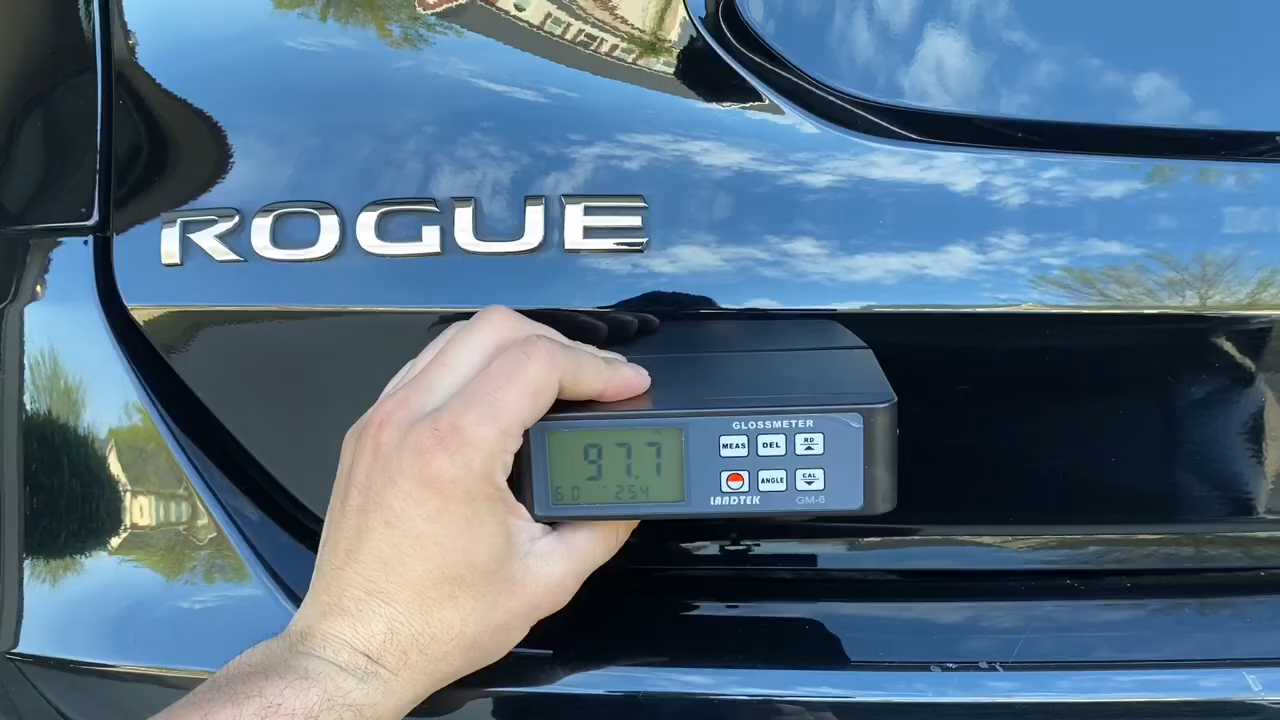 ROGUE
GLOSSMETER
97.7
60° 254
MEAS DEL RD
ANGLE CAL
LANDTEK GM-6